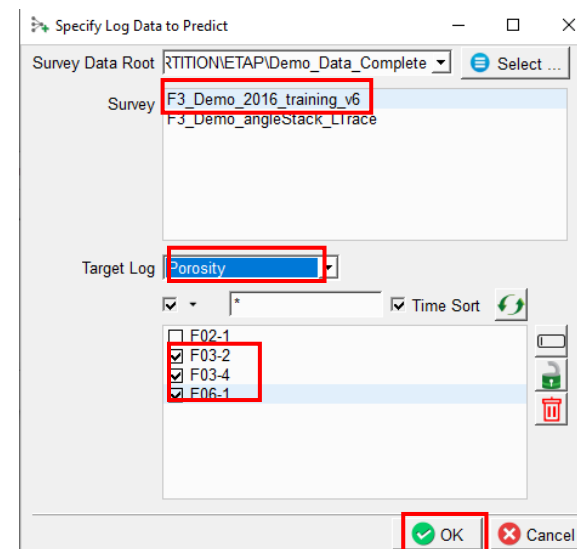 Specify Log Data to Predict
Survey Data Root RTITION\ETAP\Demo_Data_Complete Select ...
Survey F3_Demo_2016_training_v6
F3_Demo_angleStack_LTrace
Target Log Porosity
* Time Sort
F02-1
F03-2
F03-4
F06-1
OK Cancel